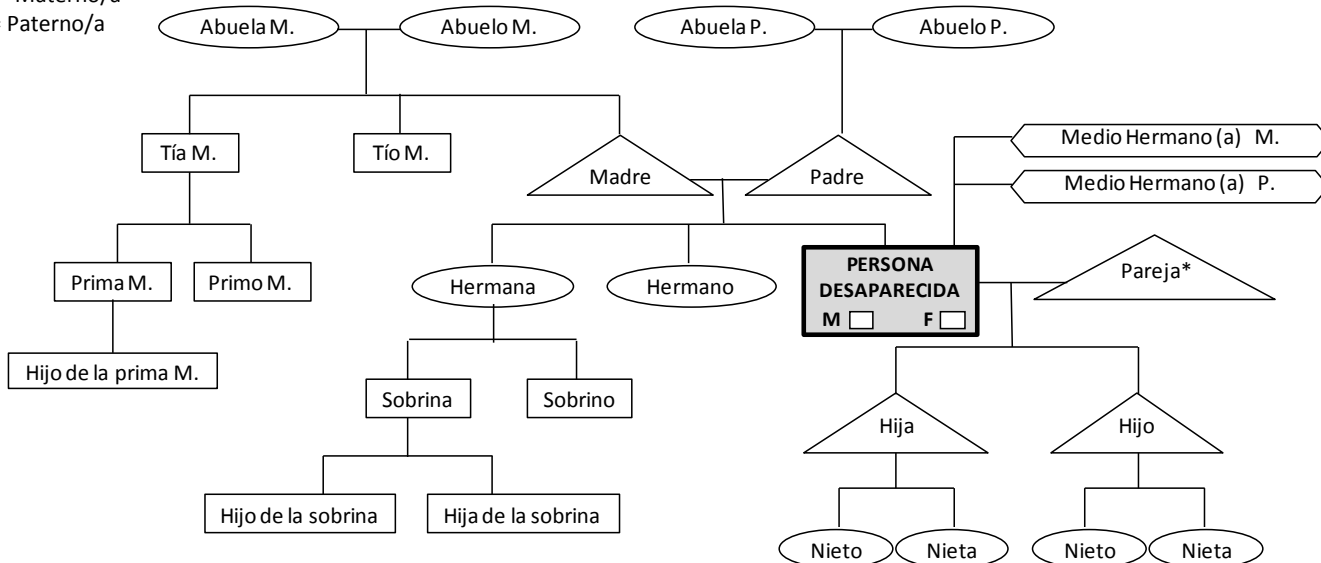 Materno/a
Paterno/a
Abuela M.
Abuelo M.
Abuela P.
Abuelo P.
Tía M.
Tío M.
Madre
Padre
Medio Hermano (a) M.
Medio Hermano (a) P.
Prima M.
Primo M.
Hermana
Hermano
PERSONA
DESAPARECIDA
M F
Pareja*
Hijo de la prima M.
Sobrina
Sobrino
Hija
Hijo
Hijo de la sobrina
Hija de la sobrina
Nieto
Nieta
Nieto
Nieta